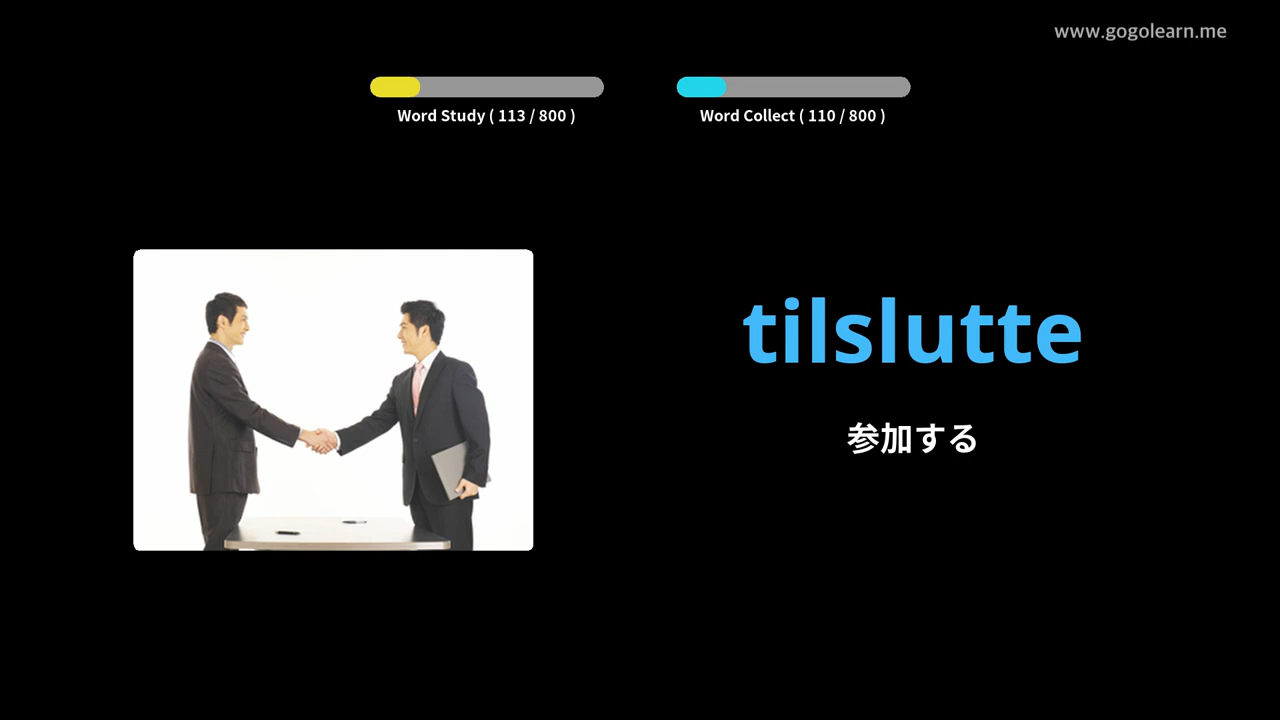 www.gogolearn.me
Word Study ( 113 / 800 )
Word Collect ( 110 / 800 )
tilslutte
参加する